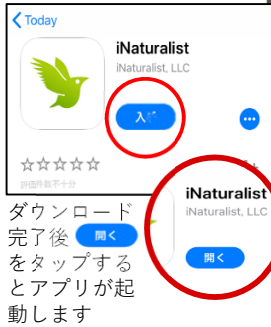 Today
iNaturalist
iNaturalist, LLC
入
評価件数不十分
iNaturalist
iNaturalist, LLC
開く
ダウンロード
完了後 開く
をタップする
とアプリが起
動します